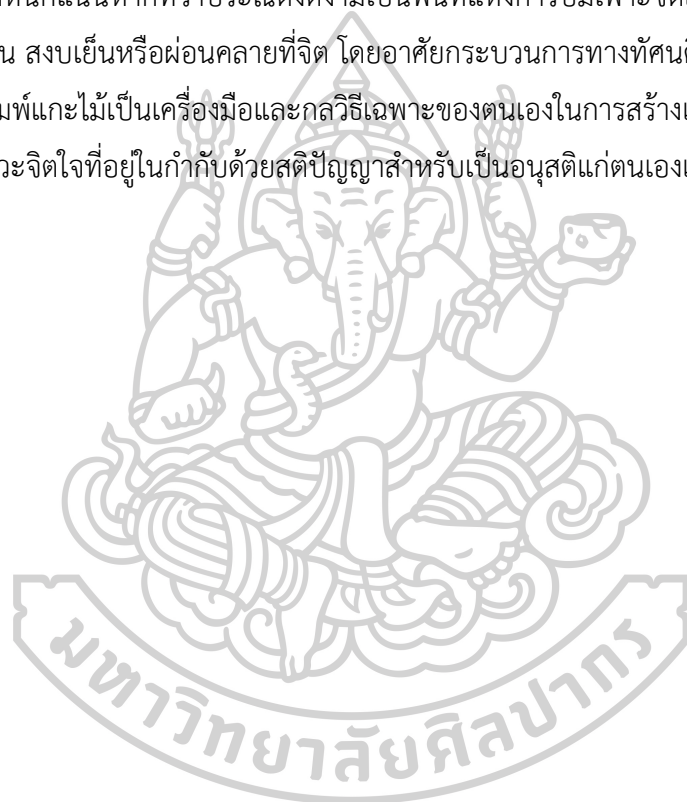 น สงบเย็นหรือผ่อนคลายที่จิต โดยอาศัยกระบวนการทางทัศน
มพ์แกะไม้เป็นเครื่องมือและกลวิธีเฉพาะของตนเองในการสร้าง
วะจิตใจที่อยู่ในกำกับด้วยสติปัญญาสำหรับเป็นอนุสติแก่ตนเอง
มหาวิทยาลัยศิลปากร